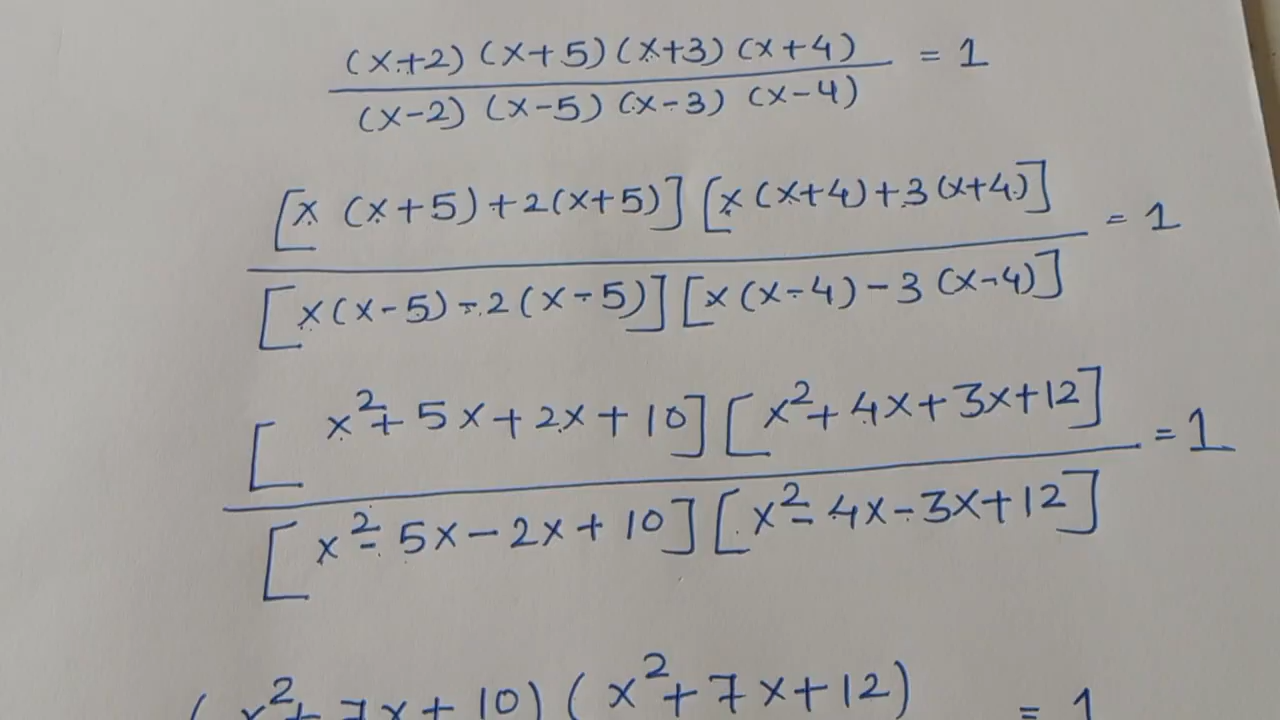 (x+2) (x+5) (x+3) (x+4) = 1
(x-2) (x-5) (x-3) (x-4)
[x (x+5)+2(x+5)] [x(x+4)+3(x+4)] = 1
[x(x-5)-2(x-5)] [x(x-4)-3(x-4)]
[x²+5x+2x+10] [x²+4x+3x+12] = 1
[x²-5x-2x+10] [x²-4x-3x+12]
(x²+7x+10) (x²+7x+12) = 1